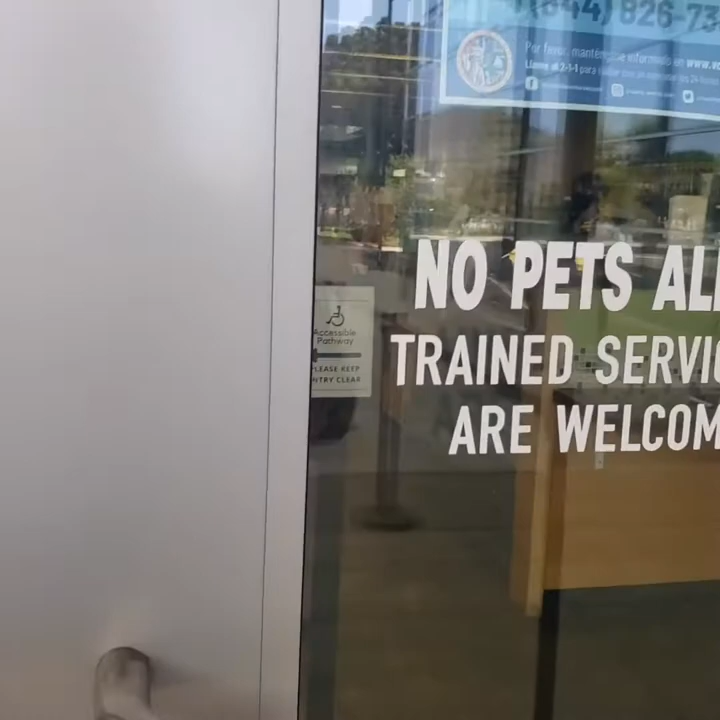 (844) 826-73
Por favor, manténgase informado en www.vc
Llame al 2-1-1 para
NO PETS ALL
TRAINED SERVIC
ARE WELCOM
Accessible
Pathway
PLEASE KEEP
ENTRY CLEAR